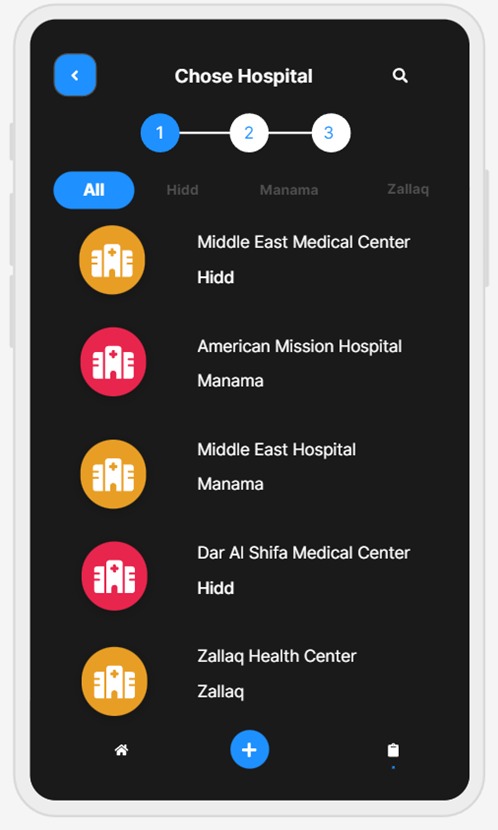 Chose Hospital
1 2 3
All Hidd Manama Zallaq
Middle East Medical Center
Hidd
American Mission Hospital
Manama
Middle East Hospital
Manama
Dar Al Shifa Medical Center
Hidd
Zallaq Health Center
Zallaq